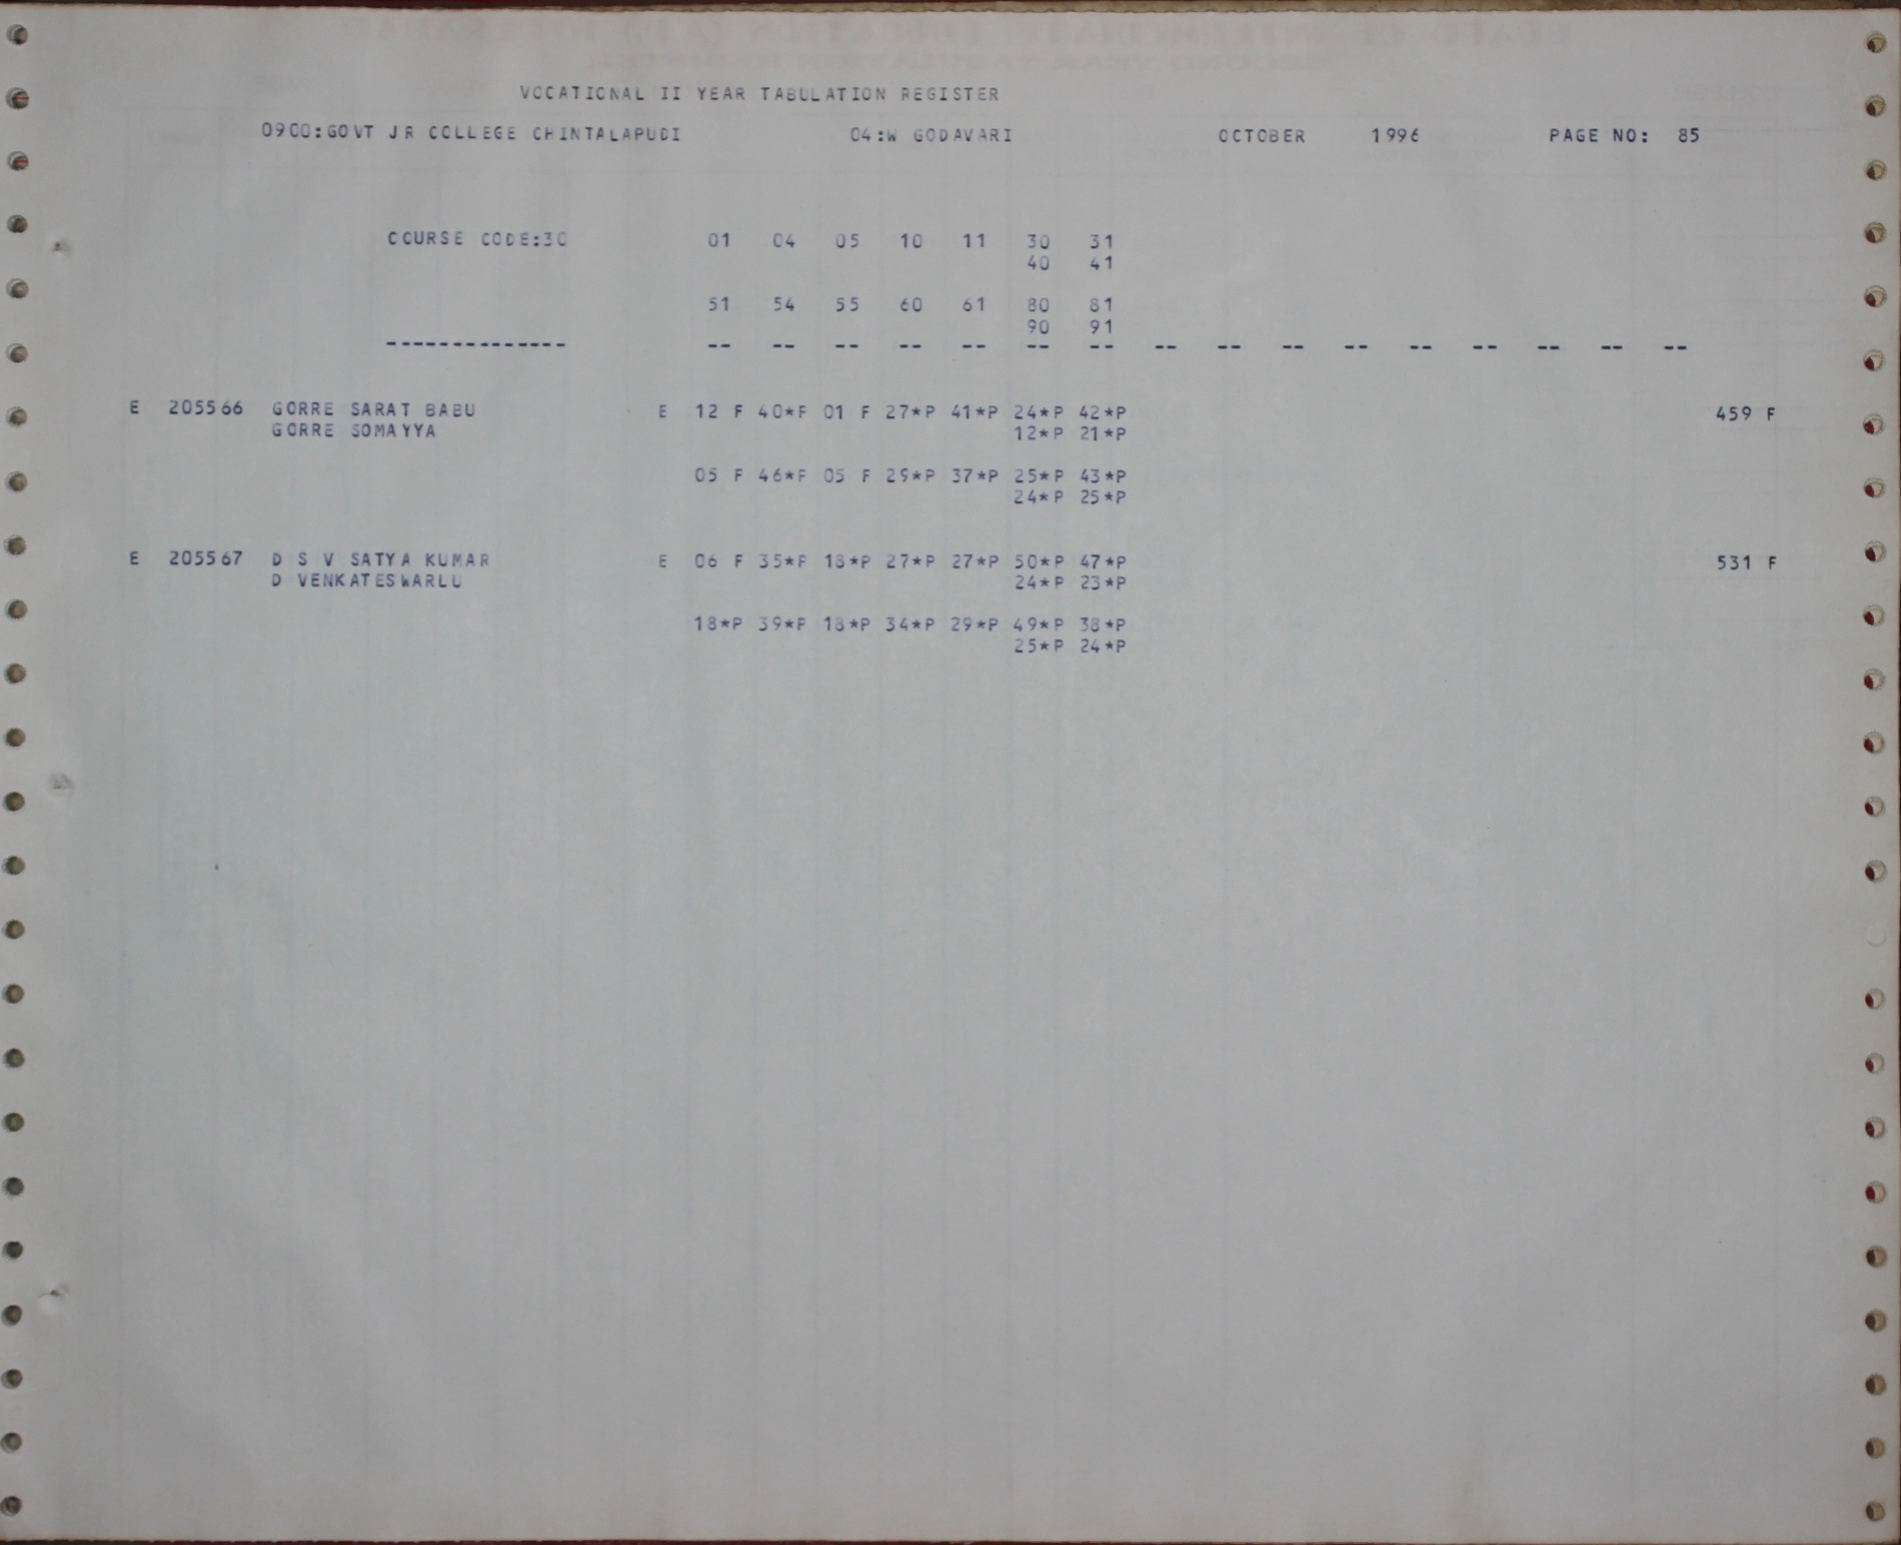 VOCATIONAL II YEAR TABULATION REGISTER
0900:GOVT JR COLLEGE CHINTALAPUDI 04:W GODAVARI OCTOBER 1996 PAGE NO: 85
COURSE CODE:30 01 04 05 10 11 30 31
40 41
51 54 55 60 61 80 81
90 91
-------------- -- -- -- -- -- -- -- -- -- -- -- -- -- -- -- --
E 205566 GORRE SARAT BABU E 12 F 40*P 01 F 27*P 41*P 24*P 42*P 459 F
GORRE SOMAYYA 12*P 21*P
05 F 46*P 05 F 29*P 37*P 25*P 43*P
24*P 25*P
E 205567 D S V SATYA KUMAR E 06 F 35*P 18*P 27*P 27*P 50*P 47*P 531 F
D VENKATESWARLU 24*P 23*P
18*P 39*P 18*P 34*P 29*P 49*P 38*P
25*P 24*P